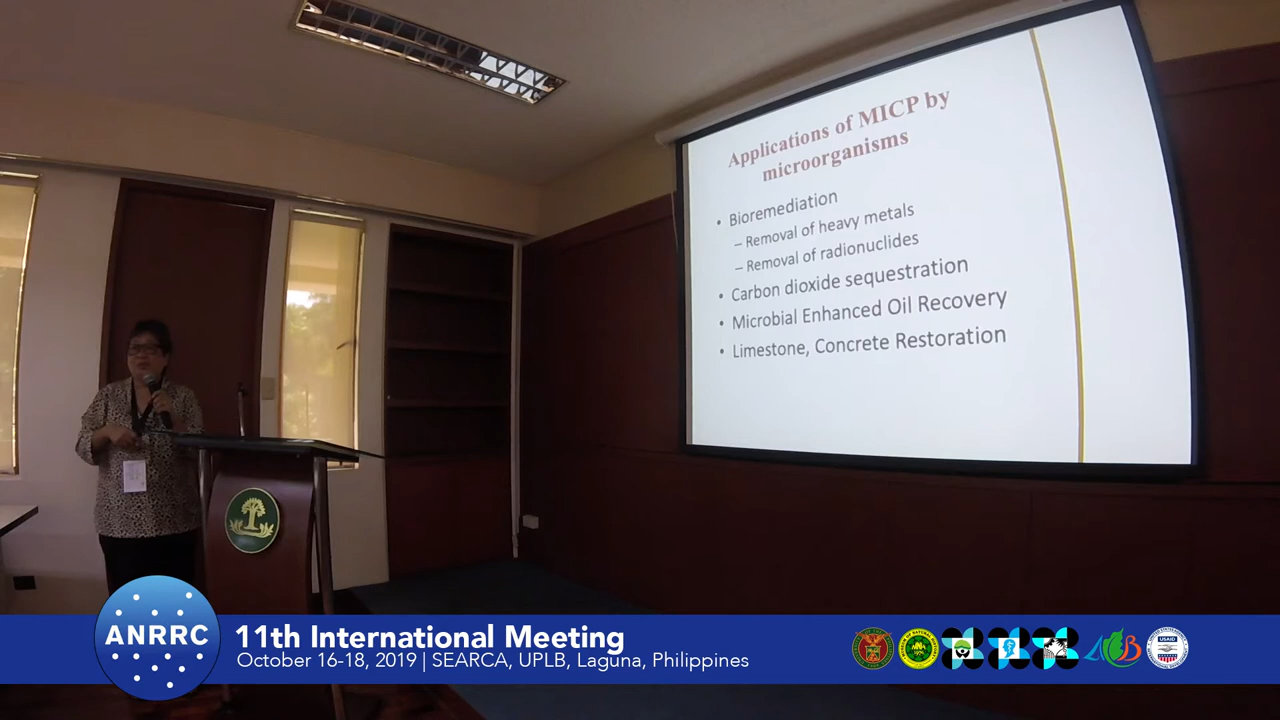 Applications of MICP by
microorganisms
• Bioremediation
– Removal of heavy metals
– Removal of radionuclides
• Carbon dioxide sequestration
• Microbial Enhanced Oil Recovery
• Limestone, Concrete Restoration
ANRRC
11th International Meeting
October 16-18, 2019 | SEARCA, UPLB, Laguna, Philippines
USAID